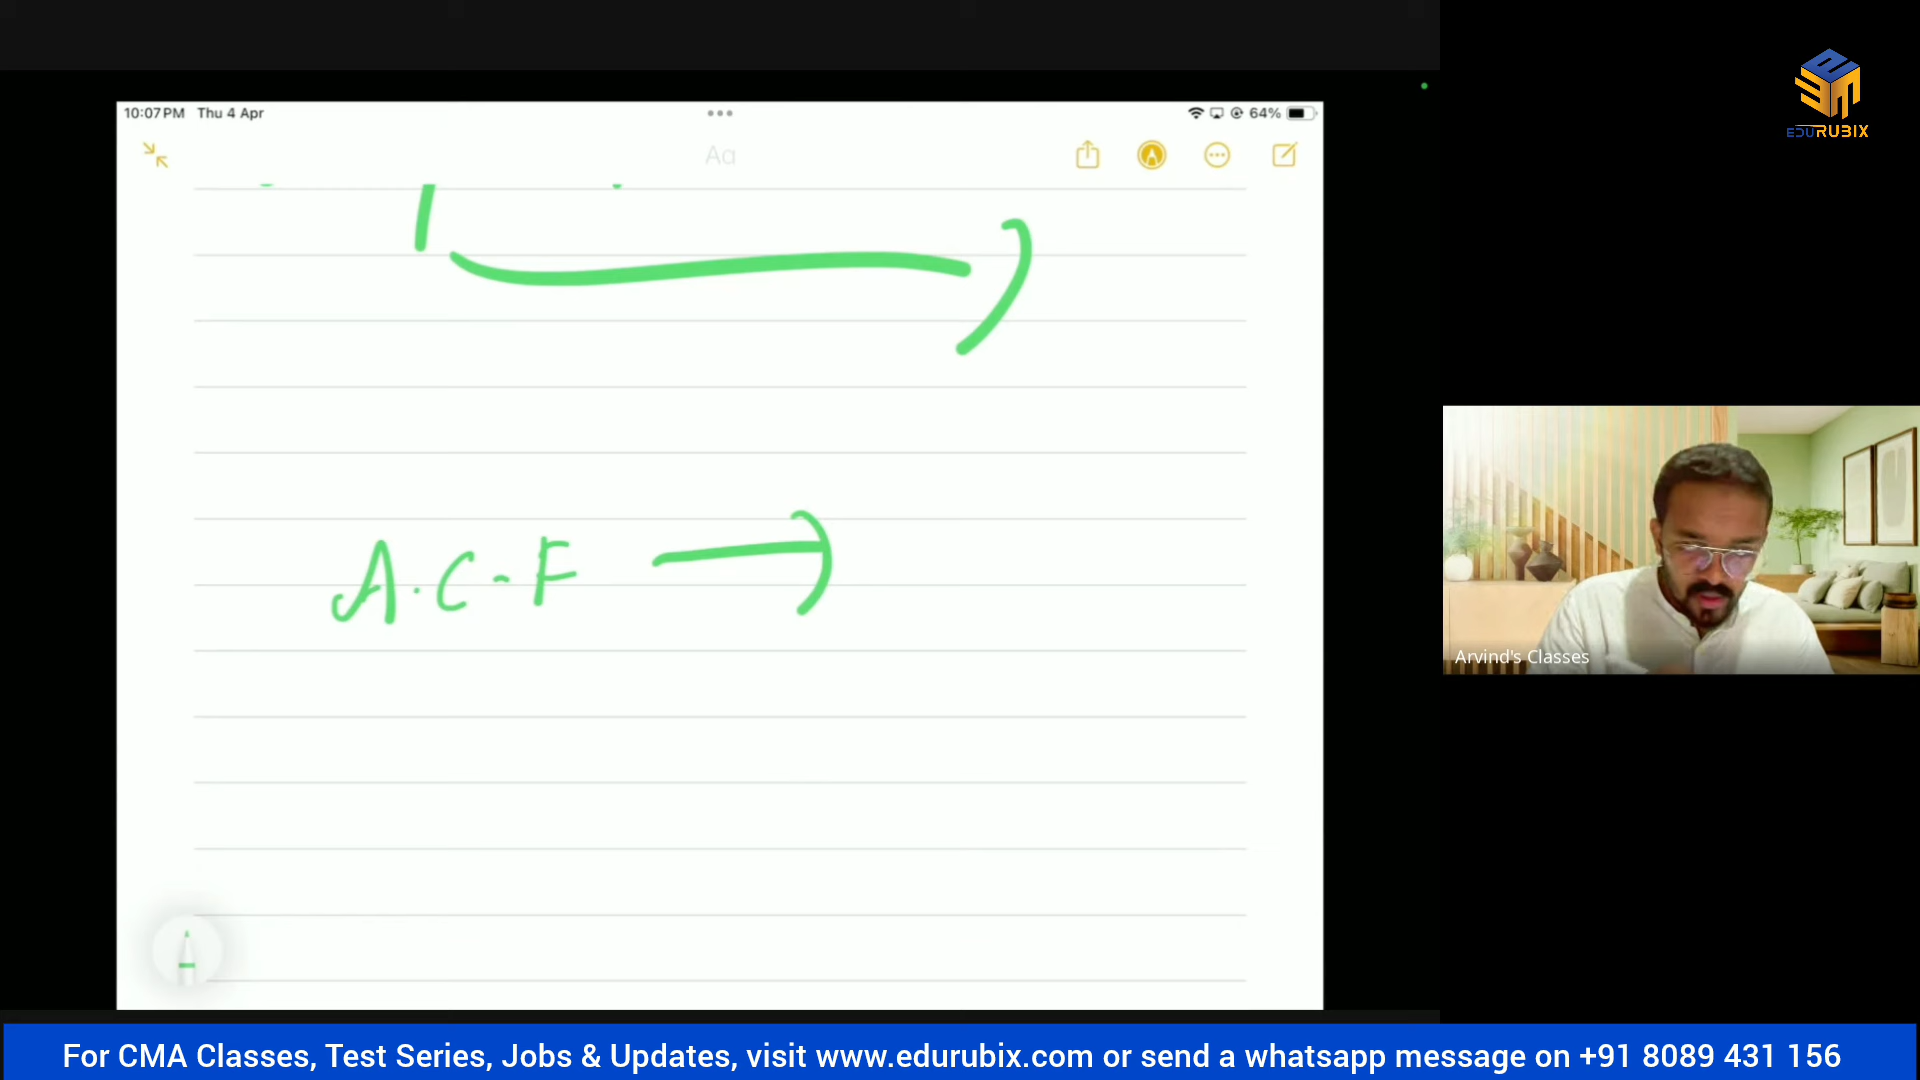 EDURUBIX
10:07 PM Thu 4 Apr
64%
Aa
A.C-F
Arvind's Classes
For CMA Classes, Test Series, Jobs & Updates, visit www.edurubix.com or send a whatsapp message on +91 8089 431 156